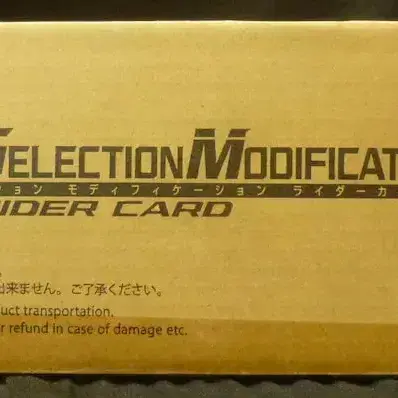 SELECTION MODIFICAT
ション モディフィケーション ライダーカ
IDER CARD
出来ません。ご了承ください。
uct transportation.
r refund in case of damage etc.